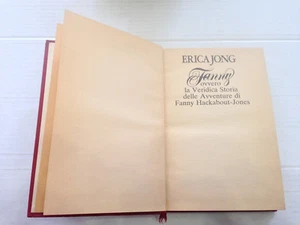 ERICA JONG
Fanny
ovvero
la Veridica Storia
delle Avventure di
Fanny Hackabout-Jones